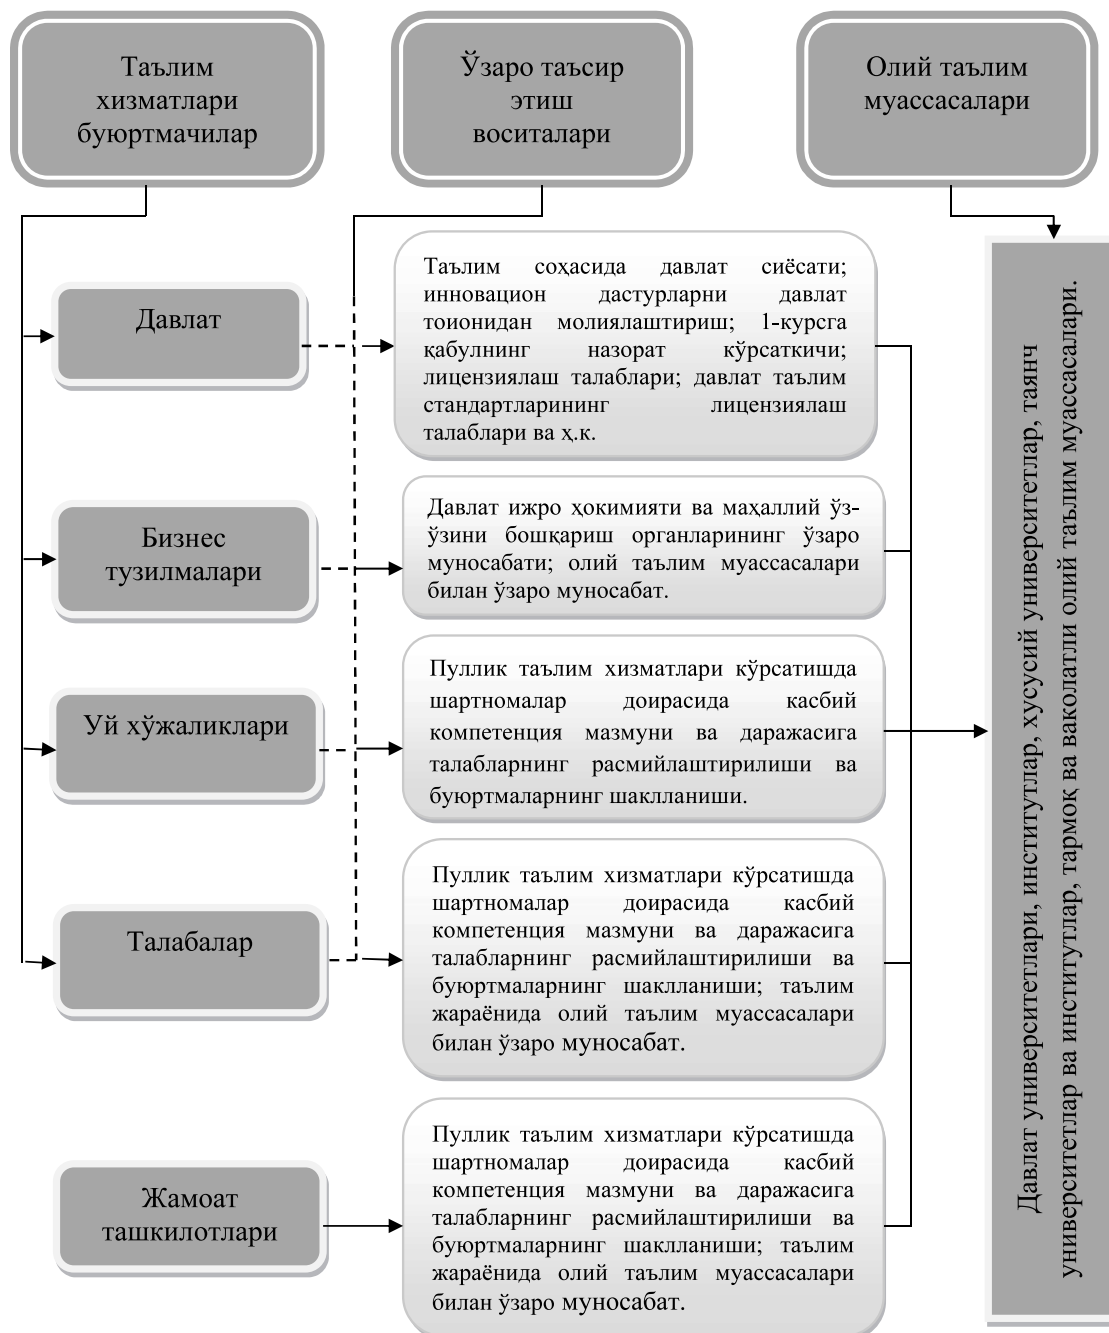 Таълим
хизматлари
буюртмачилар
Ўзаро таъсир
этиш
воситалари
Олий таълим
муассасалари
Давлат
Таълим соҳасида давлат сиёсати;
инновацион дастурларни давлат
тоионидан молиялаштириш; 1-курсга
қабулнинг назорат кўрсаткичи;
лицензиялаш талаблари; давлат таълим
стандартларининг лицензиялаш
талаблари ва ҳ.к.
Бизнес
тузилмалари
Давлат ижро ҳокимияти ва маҳаллий ўз-
ўзини бошқариш органларининг ўзаро
муносабати; олий таълим муассасалари
билан ўзаро муносабат.
Уй хўжаликлари
Пуллик таълим хизматлари кўрсатишда
шартномалар доирасида касбий
компетенция мазмуни ва даражасига
талабларнинг расмийлаштирилиши ва
буюртмаларнинг шаклланиши.
Талабалар
Пуллик таълим хизматлари кўрсатишда
шартномалар доирасида касбий
компетенция мазмуни ва даражасига
талабларнинг расмийлаштирилиши ва
буюртмаларнинг шаклланиши; таълим
жараёнида олий таълим муассасалари
билан ўзаро муносабат.
Жамоат
ташкилотлари
Пуллик таълим хизматлари кўрсатишда
шартномалар доирасида касбий
компетенция мазмуни ва даражасига
талабларнинг расмийлаштирилиши ва
буюртмаларнинг шаклланиши; таълим
жараёнида олий таълим муассасалари
билан ўзаро муносабат.
Давлат университетлари, институтлар, хусусий университетлар, таянч
университетлар ва институтлар, тармоқ ва ваколатли олий таълим муассасалари.